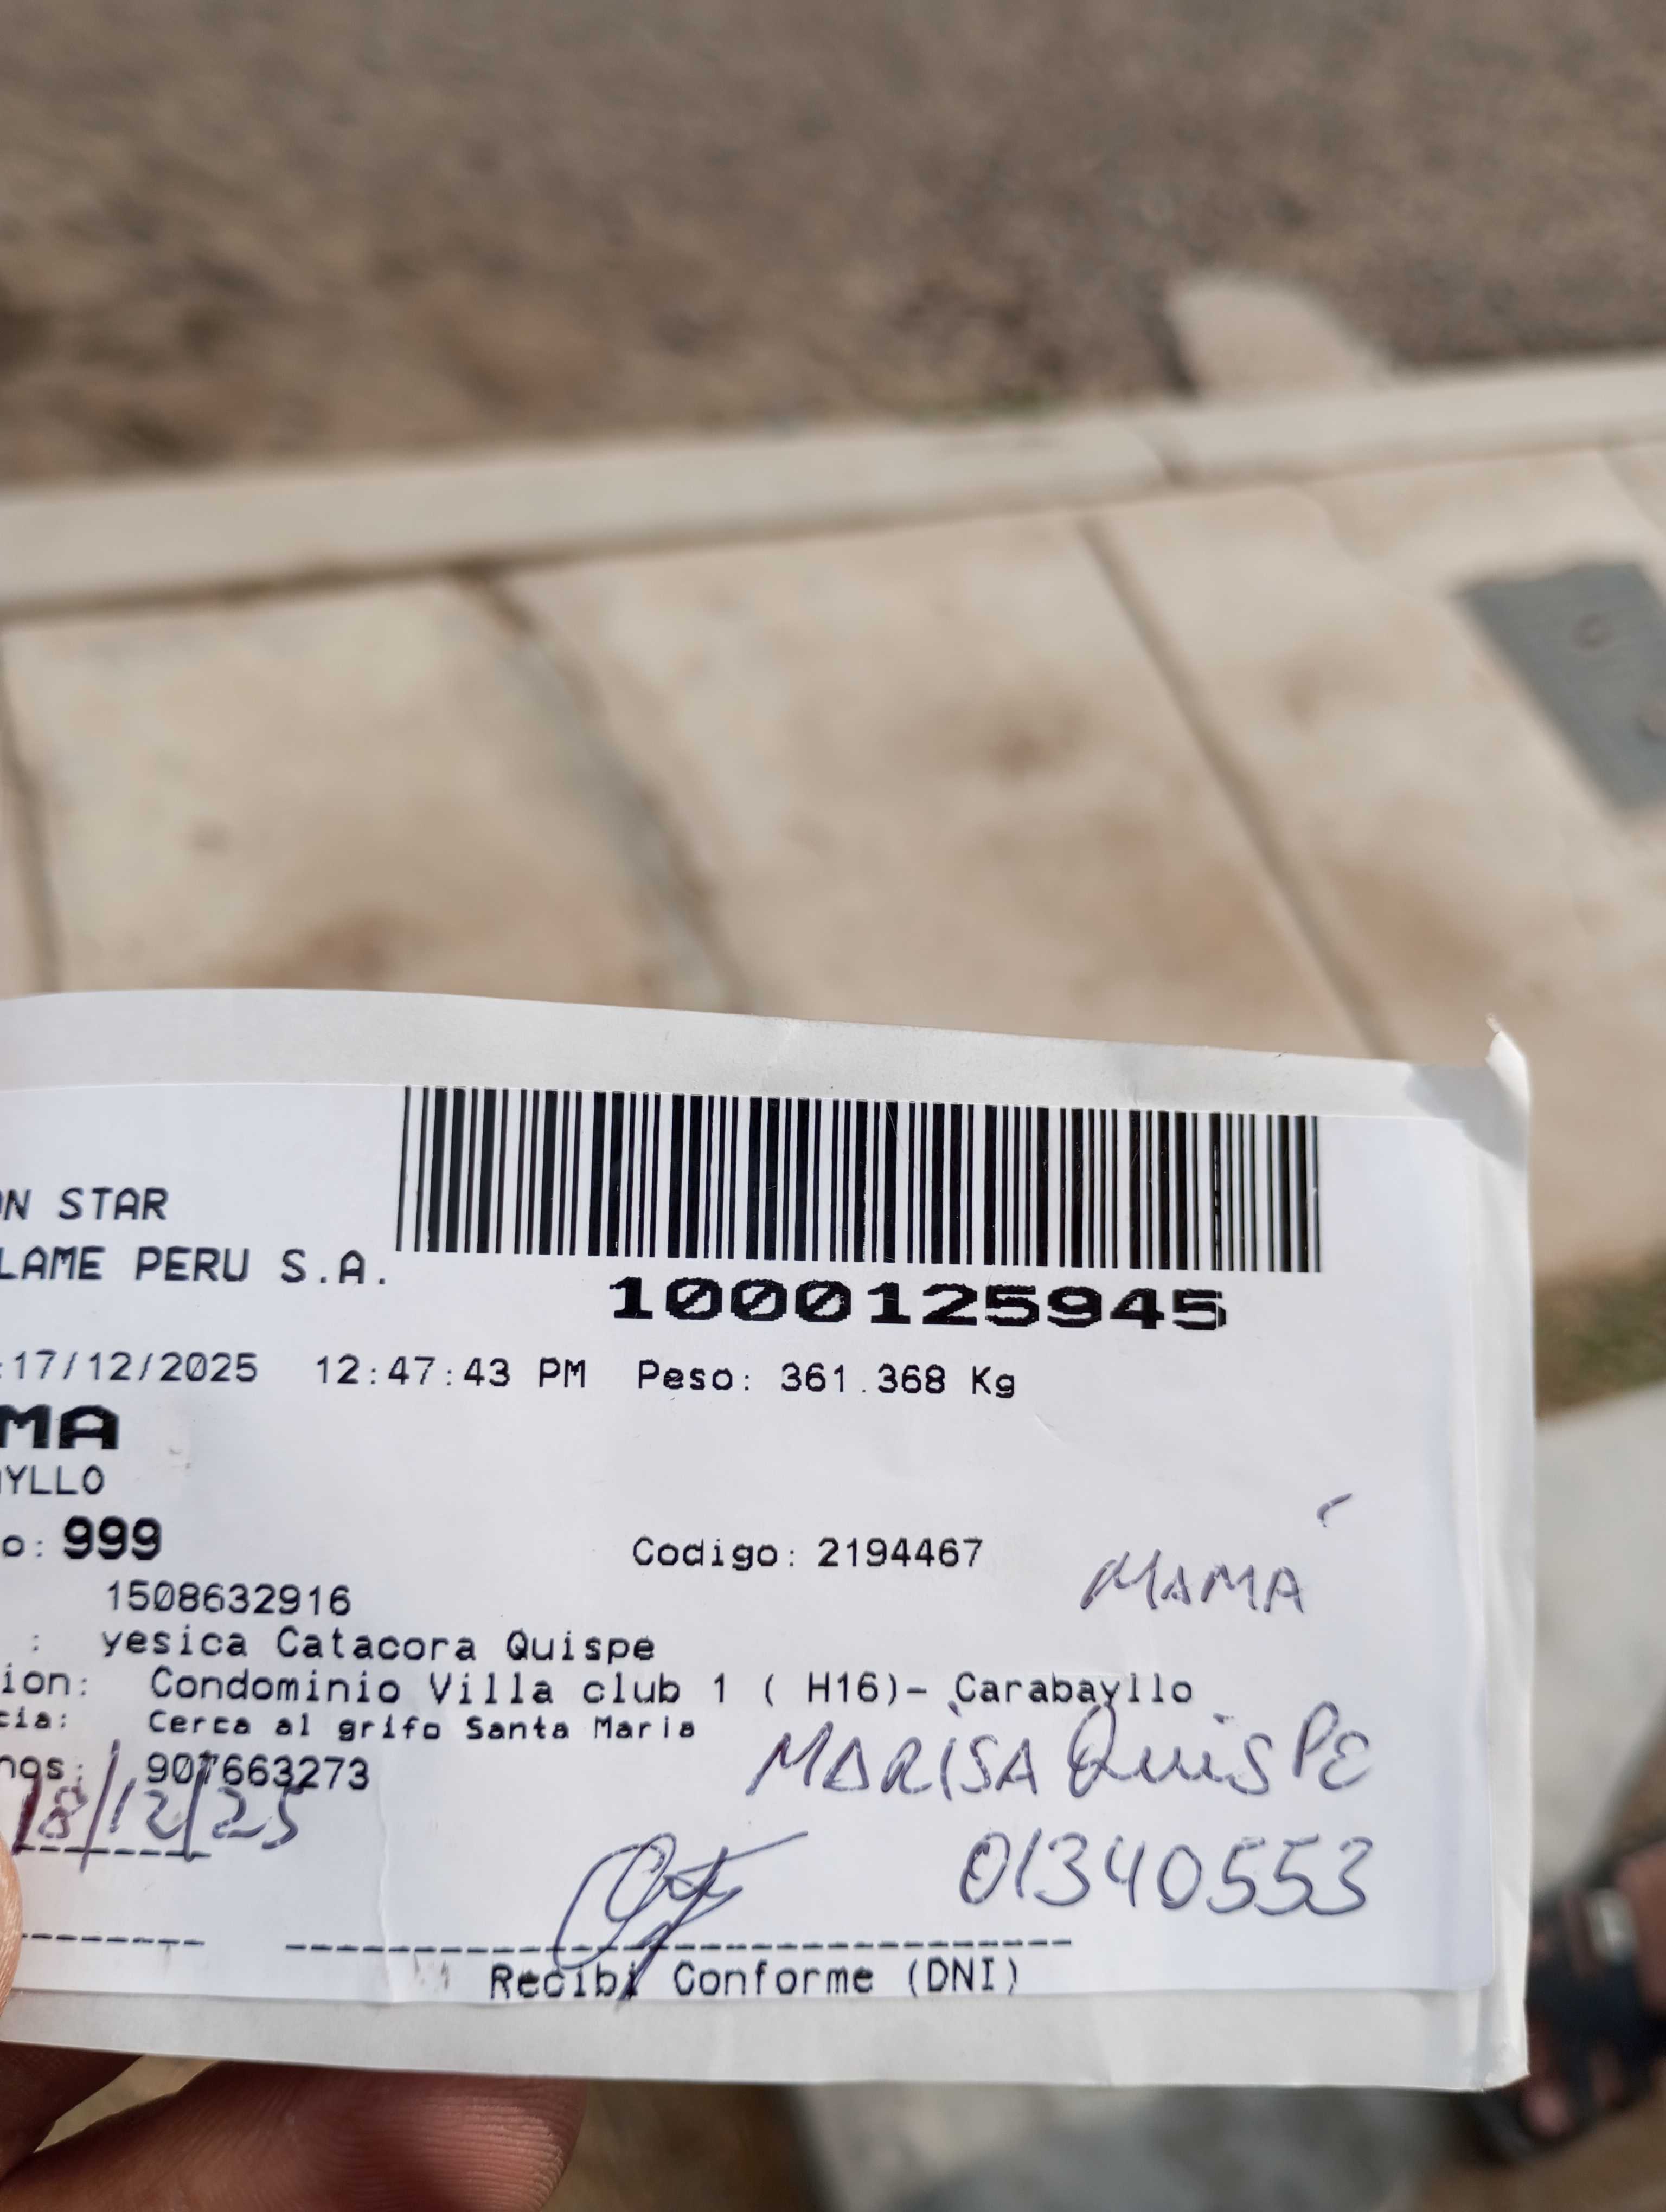 ON STAR
LAME PERU S.A.
1000125945
:17/12/2025 12:47:43 PM Peso: 361.368 Kg
MA
AYLLO
o: 999 Codigo: 2194467
MAMÁ
1508632916
: yesica Catacora Quispe
ion: Condominio Villa club 1 ( H16)- Carabayllo
cia: Cerca al grifo Santa Maria
MARISA QUISPE
nos: 907663273
18/12/25
01340553
Recibi Conforme (DNI)